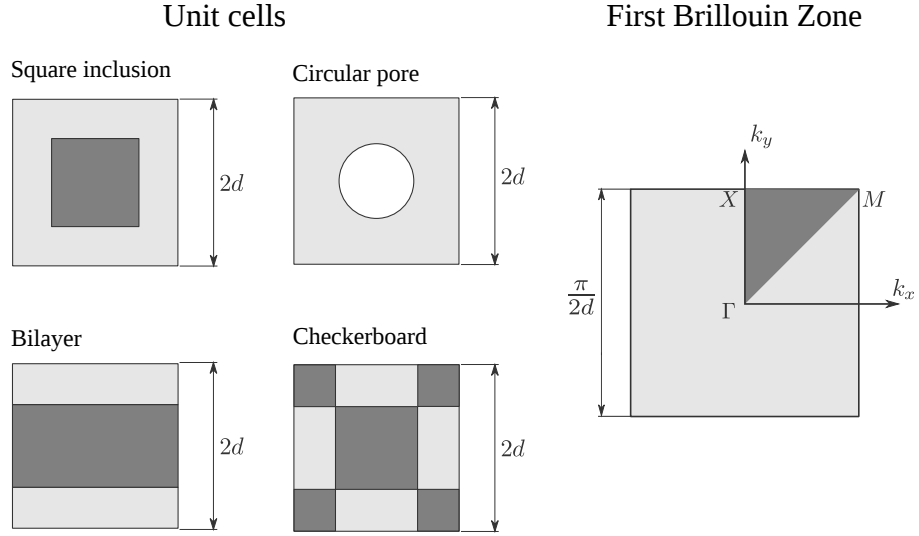 Unit cells
First Brillouin Zone
Square inclusion
Circular pore
2d
2d
k_y
X
M
π/2d
Γ
k_x
Bilayer
Checkerboard
2d
2d